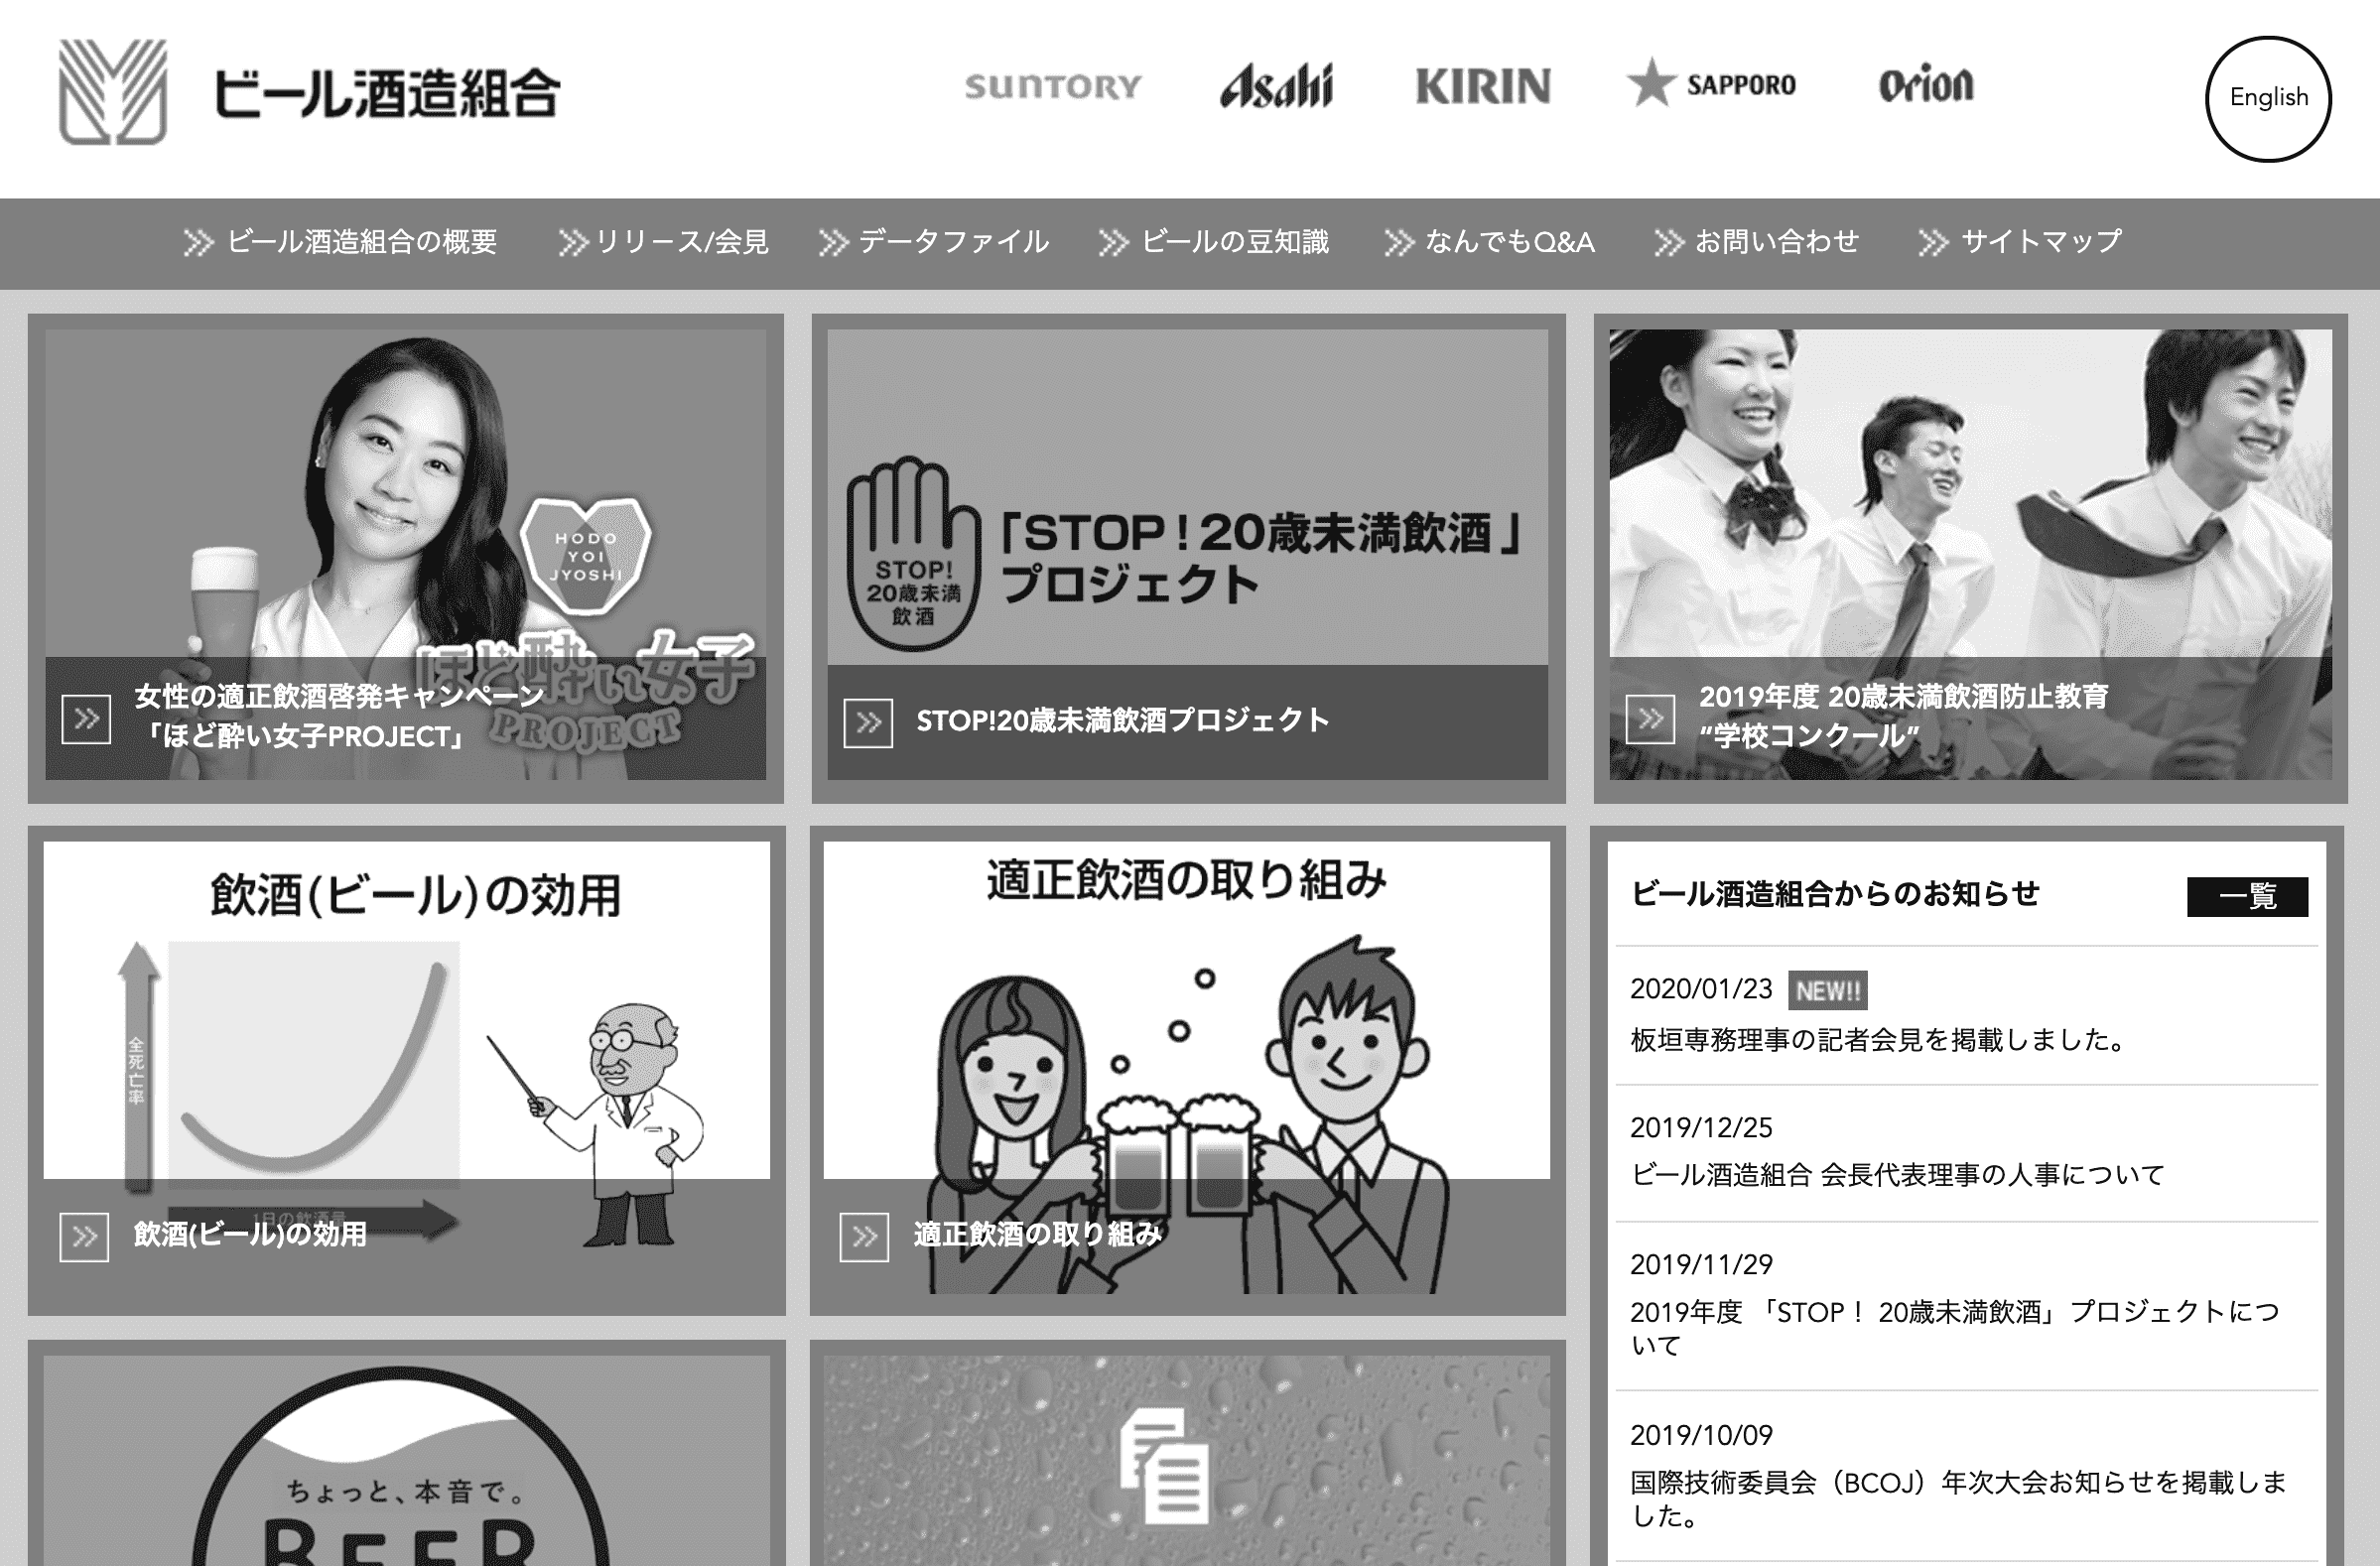 ビール酒造組合
SUNTORY
Asahi
KIRIN
SAPPORO
Orion
English
ビール酒造組合の概要
リリース/会見
データファイル
ビールの豆知識
なんでもQ&A
お問い合わせ
サイトマップ
HODO
YOI
JYOSHI
ほど酔い女子
PROJECT
女性の適正飲酒啓発キャンペーン
「ほど酔い女子PROJECT」
STOP!
20歳未満
飲酒
「STOP!20歳未満飲酒」
プロジェクト
STOP!20歳未満飲酒プロジェクト
2019年度 20歳未満飲酒防止教育
“学校コンクール”
飲酒(ビール)の効用
全死亡率
1日の飲酒量
飲酒(ビール)の効用
適正飲酒の取り組み
適正飲酒の取り組み
ビール酒造組合からのお知らせ
一覧
2020/01/23 NEW!!
板垣専務理事の記者会見を掲載しました。
2019/12/25
ビール酒造組合 会長代表理事の人事について
2019/11/29
2019年度 「STOP！ 20歳未満飲酒」プロジェクトにつ
いて
2019/10/09
国際技術委員会（BCOJ）年次大会お知らせを掲載しま
した。
ちょっと、本音で。
BEER